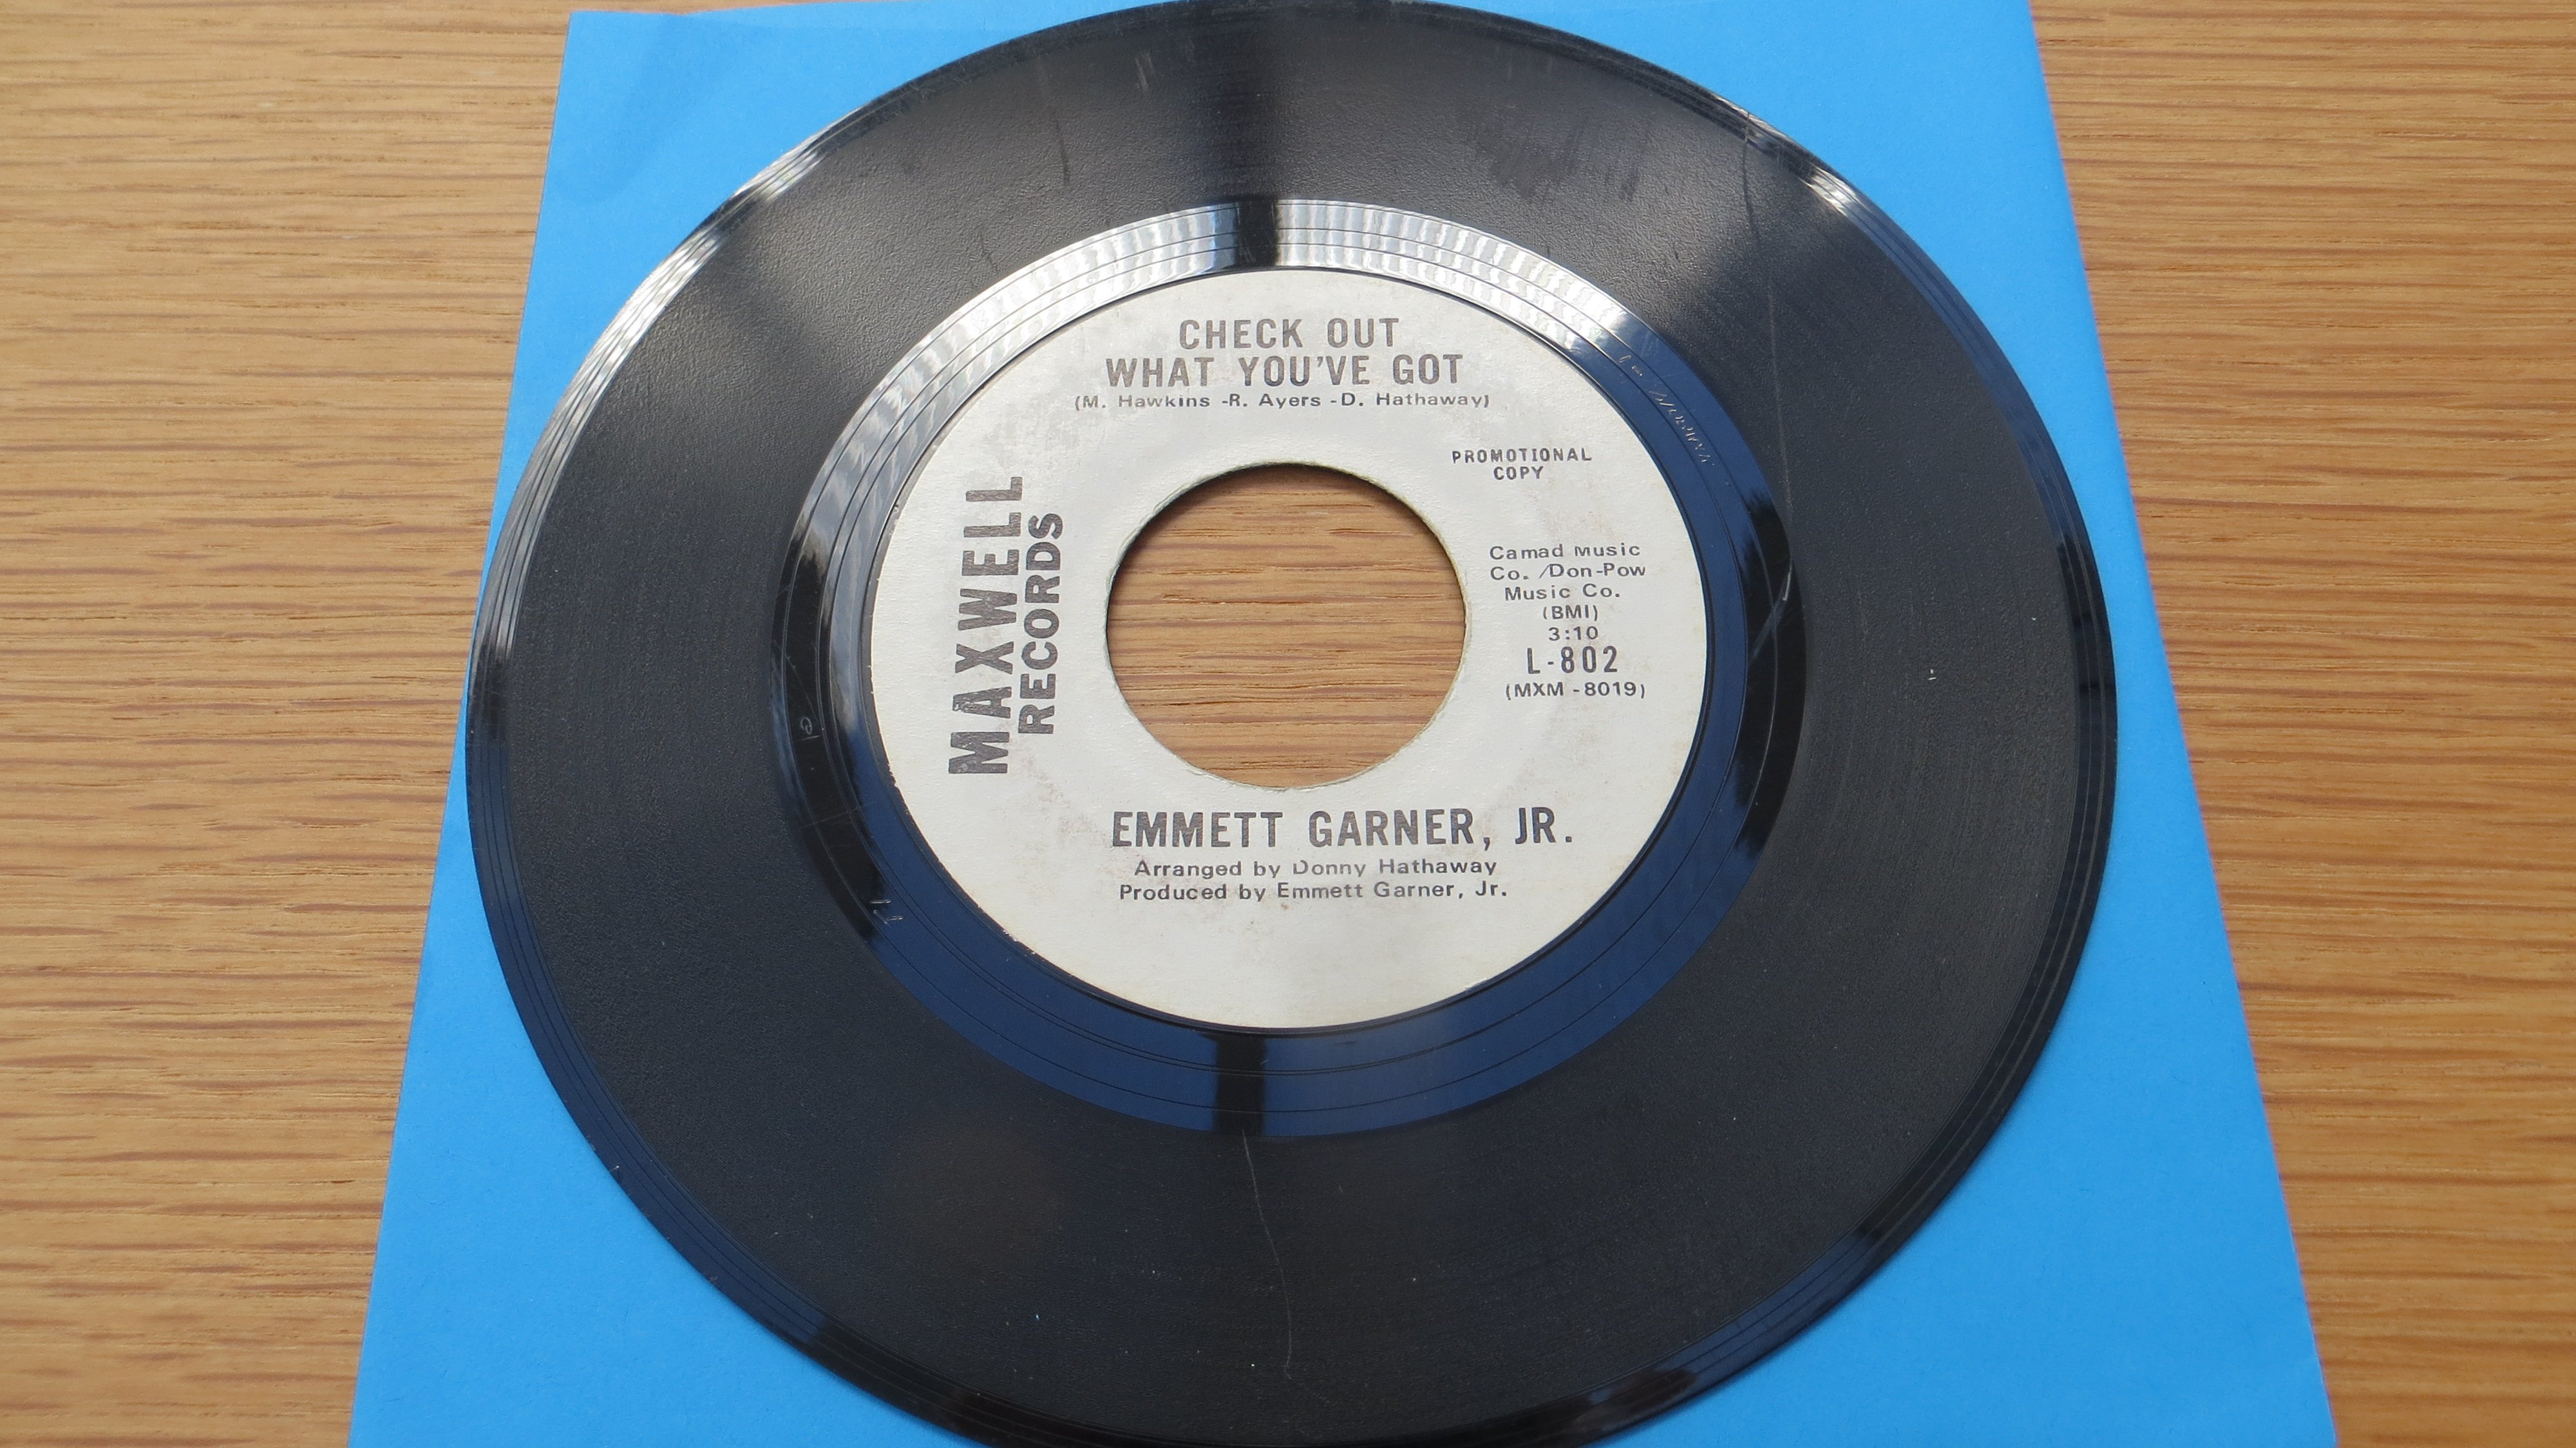 CHECK OUT
WHAT YOU'VE GOT
(M. Hawkins -R. Ayers -D. Hathaway)
PROMOTIONAL
COPY
MAXWELL
RECORDS
Camad Music
Co. /Don-Pow
Music Co.
(BMI)
3:10
L-802
(MXM -8019)
EMMETT GARNER, JR.
Arranged by Donny Hathaway
Produced by Emmett Garner, Jr.